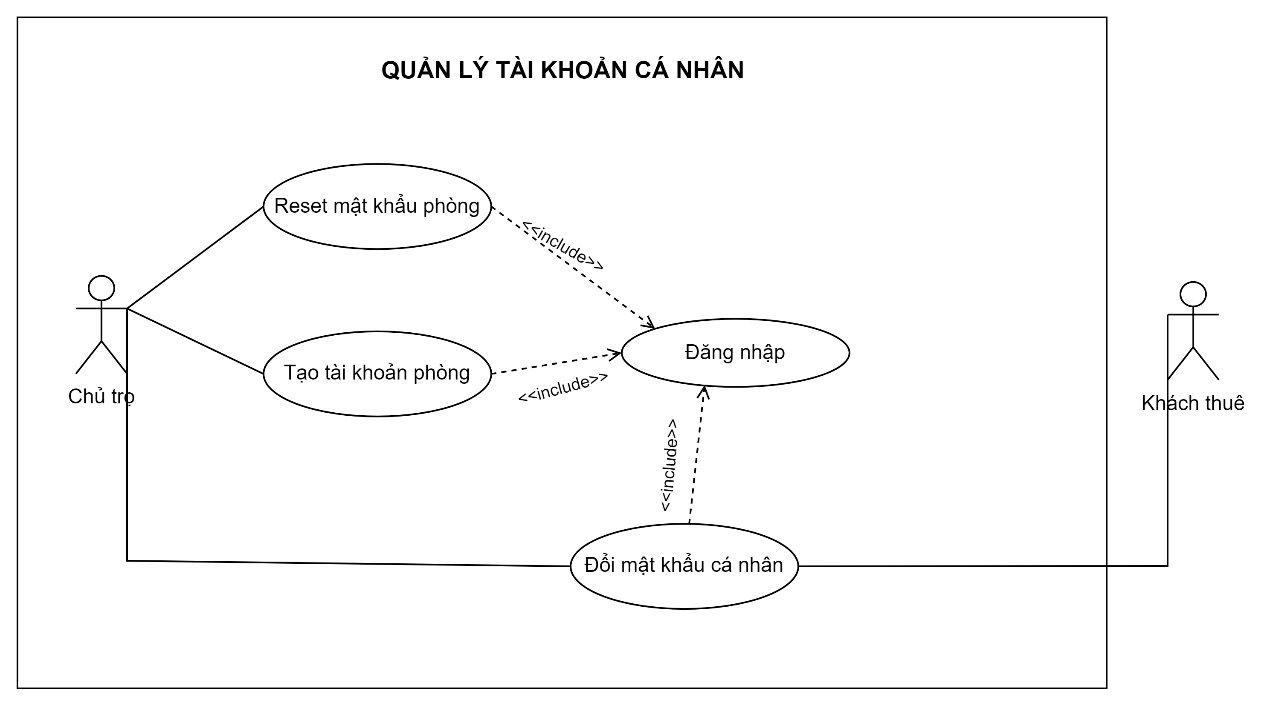 QUẢN LÝ TÀI KHOẢN CÁ NHÂN
Reset mật khẩu phòng
<<include>>
Đăng nhập
Tạo tài khoản phòng
<<include>>
Chủ trọ
Khách thuê
<<include>>
Đổi mật khẩu cá nhân